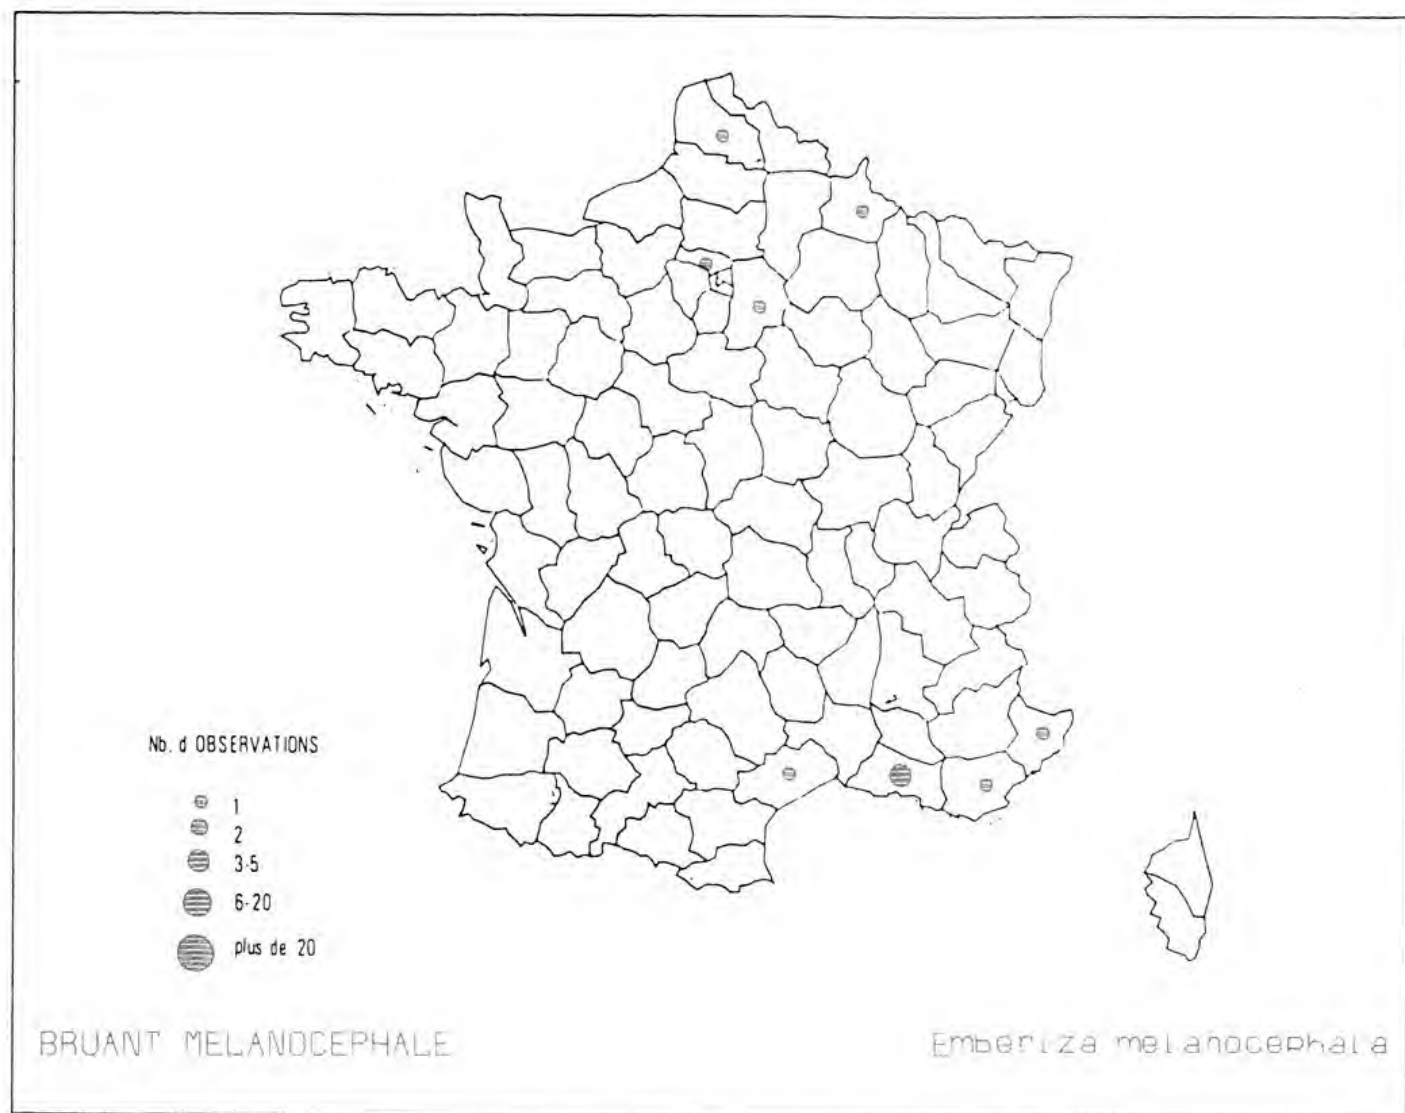 Nb. d OBSERVATIONS
1
2
3-5
6-20
plus de 20
BRUANT MELANOCEPHALE
Emberiza melanocephala